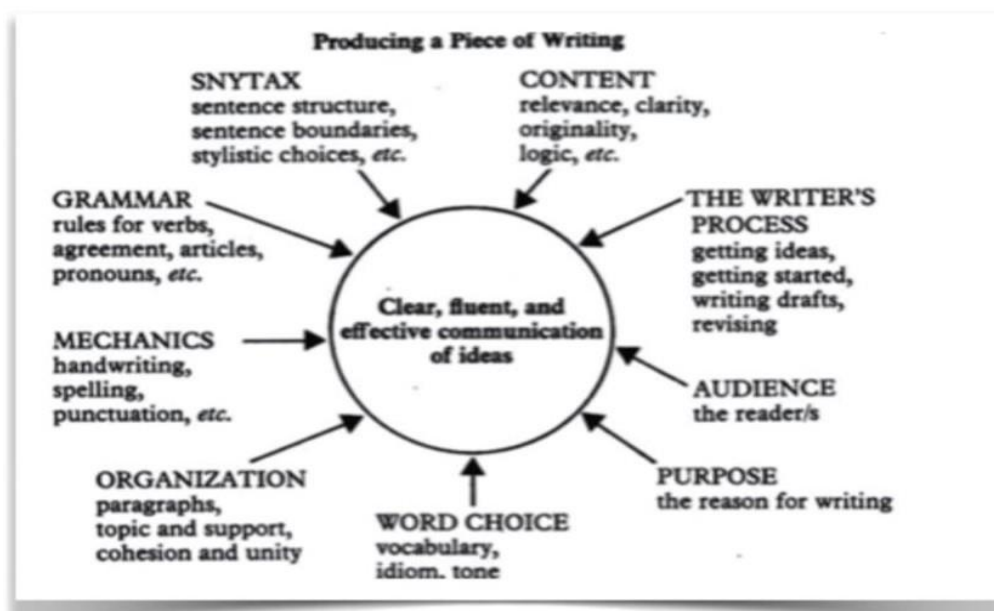 Producing a Piece of Writing
SNYTAX
sentence structure,
sentence boundaries,
stylistic choices, etc.
CONTENT
relevance, clarity,
originality,
logic, etc.
GRAMMAR
rules for verbs,
agreement, articles,
pronouns, etc.
THE WRITER'S
PROCESS
getting ideas,
getting started,
writing drafts,
revising
Clear, fluent, and
effective communication
of ideas
MECHANICS
handwriting,
spelling,
punctuation, etc.
AUDIENCE
the reader/s
ORGANIZATION
paragraphs,
topic and support,
cohesion and unity
WORD CHOICE
vocabulary,
idiom. tone
PURPOSE
the reason for writing